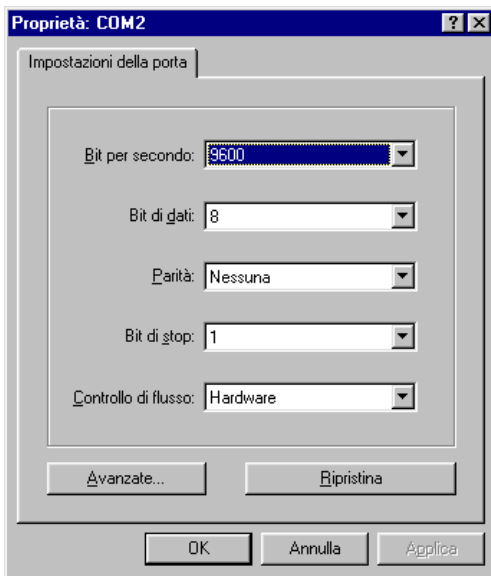 Proprietà: COM2
Impostazioni della porta
Bit per secondo: 9600
Bit di dati: 8
Parità: Nessuna
Bit di stop: 1
Controllo di flusso: Hardware
Avanzate... Ripristina
OK Annulla Applica